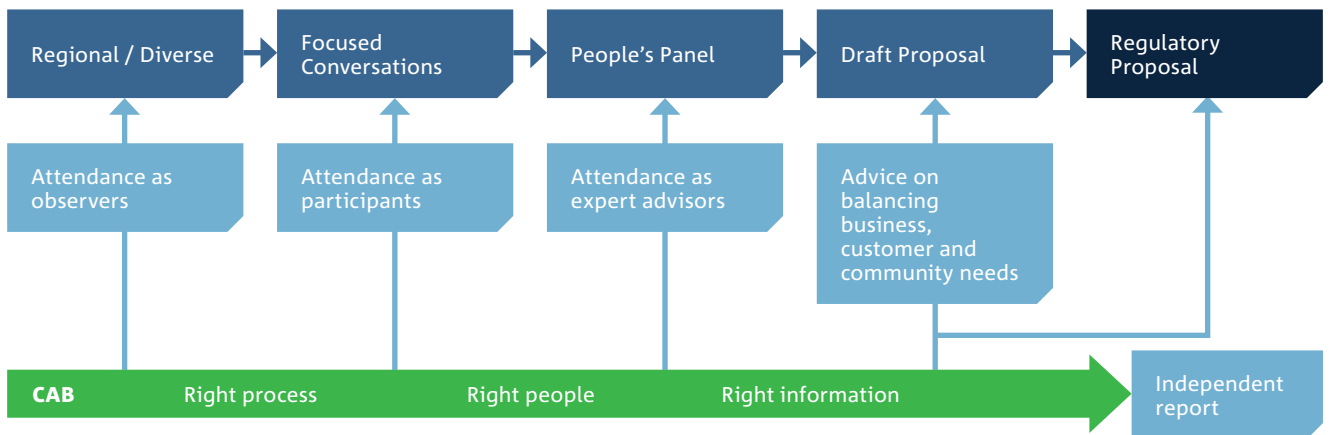 Regional / Diverse
Focused
Conversations
People’s Panel
Draft Proposal
Regulatory
Proposal
Attendance as
observers
Attendance as
participants
Attendance as
expert advisors
Advice on
balancing
business,
customer and
community needs
CAB
Right process
Right people
Right information
Independent
report